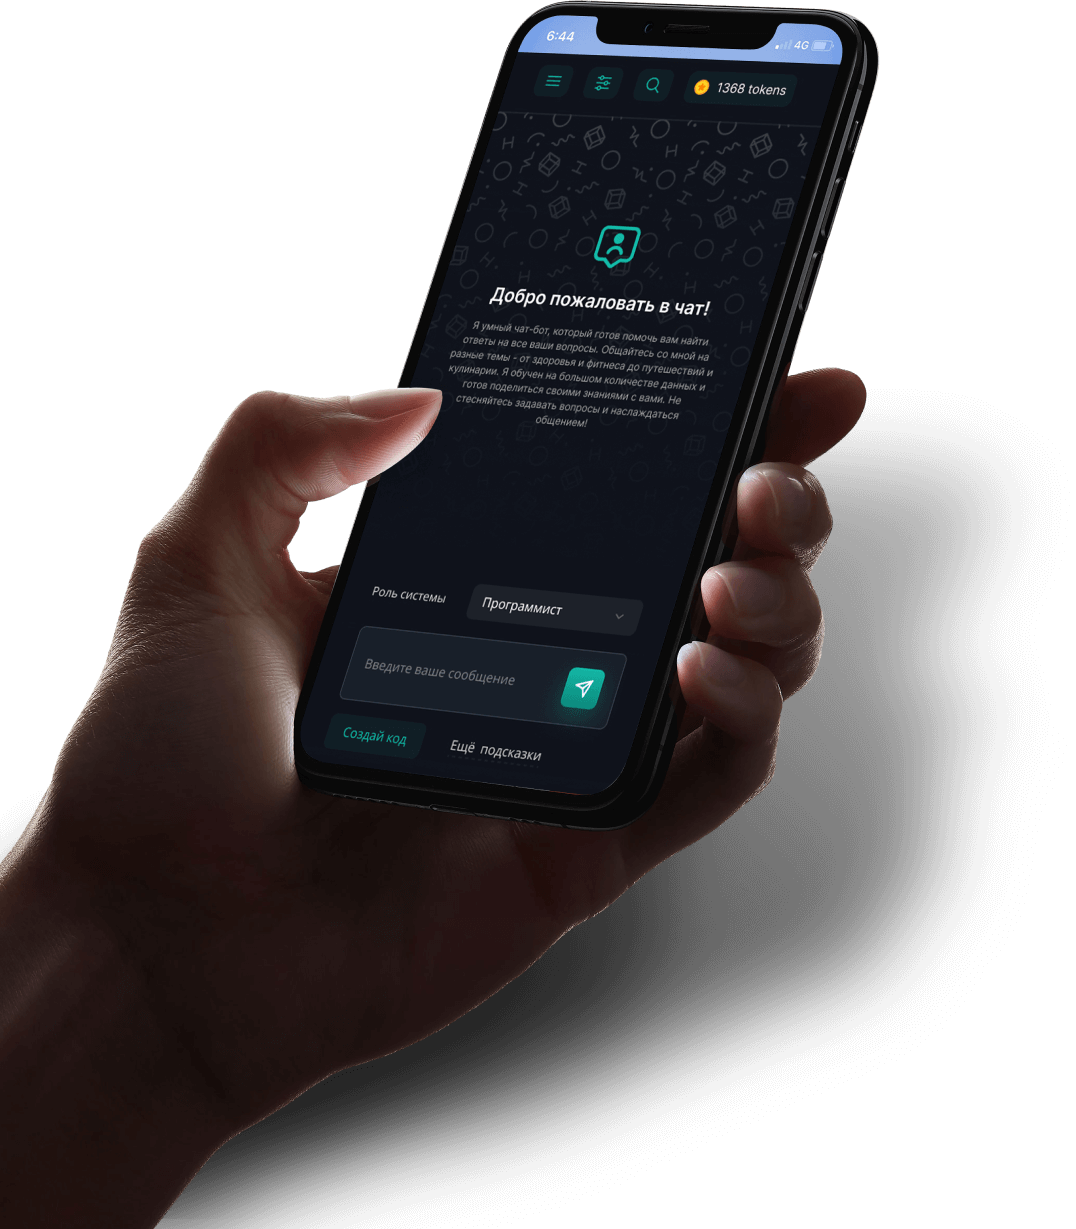 6:44
4G
1368 tokens
Добро пожаловать в чат!
Я умный чат-бот, который готов помочь вам найти
ответы на все ваши вопросы. Общайтесь со мной на
разные темы - от здоровья и фитнеса до путешествий и
кулинарии. Я обучен на большом количестве данных и
готов поделиться своими знаниями с вами. Не
стесняйтесь задавать вопросы и наслаждаться
общением!
Роль системы
Программист
Введите ваше сообщение
Создай код
Ещё подсказки